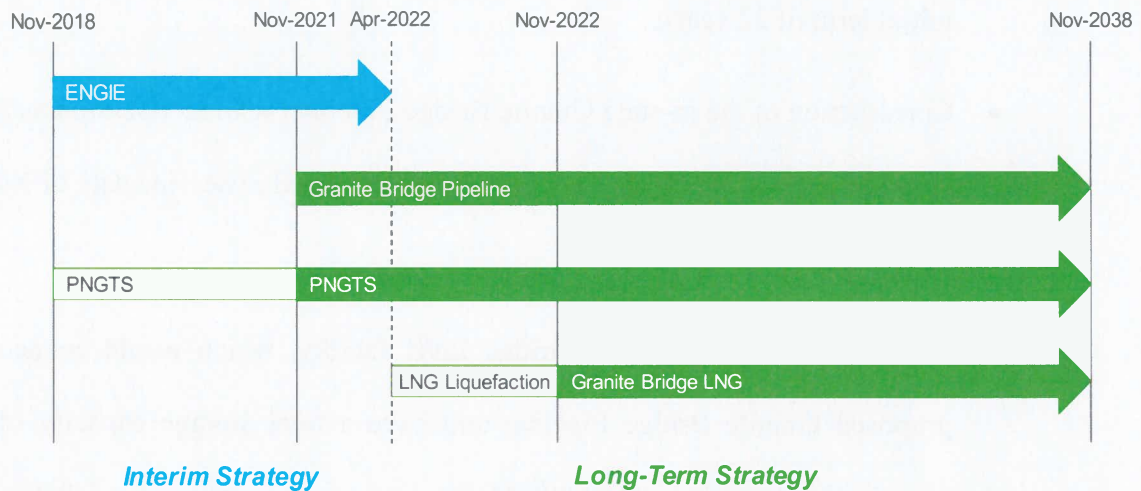 Nov-2018 Nov-2021 Apr-2022 Nov-2022 Nov-2038
ENGIE
Granite Bridge Pipeline
PNGTS PNGTS
LNG Liquefaction Granite Bridge LNG
Interim Strategy Long-Term Strategy